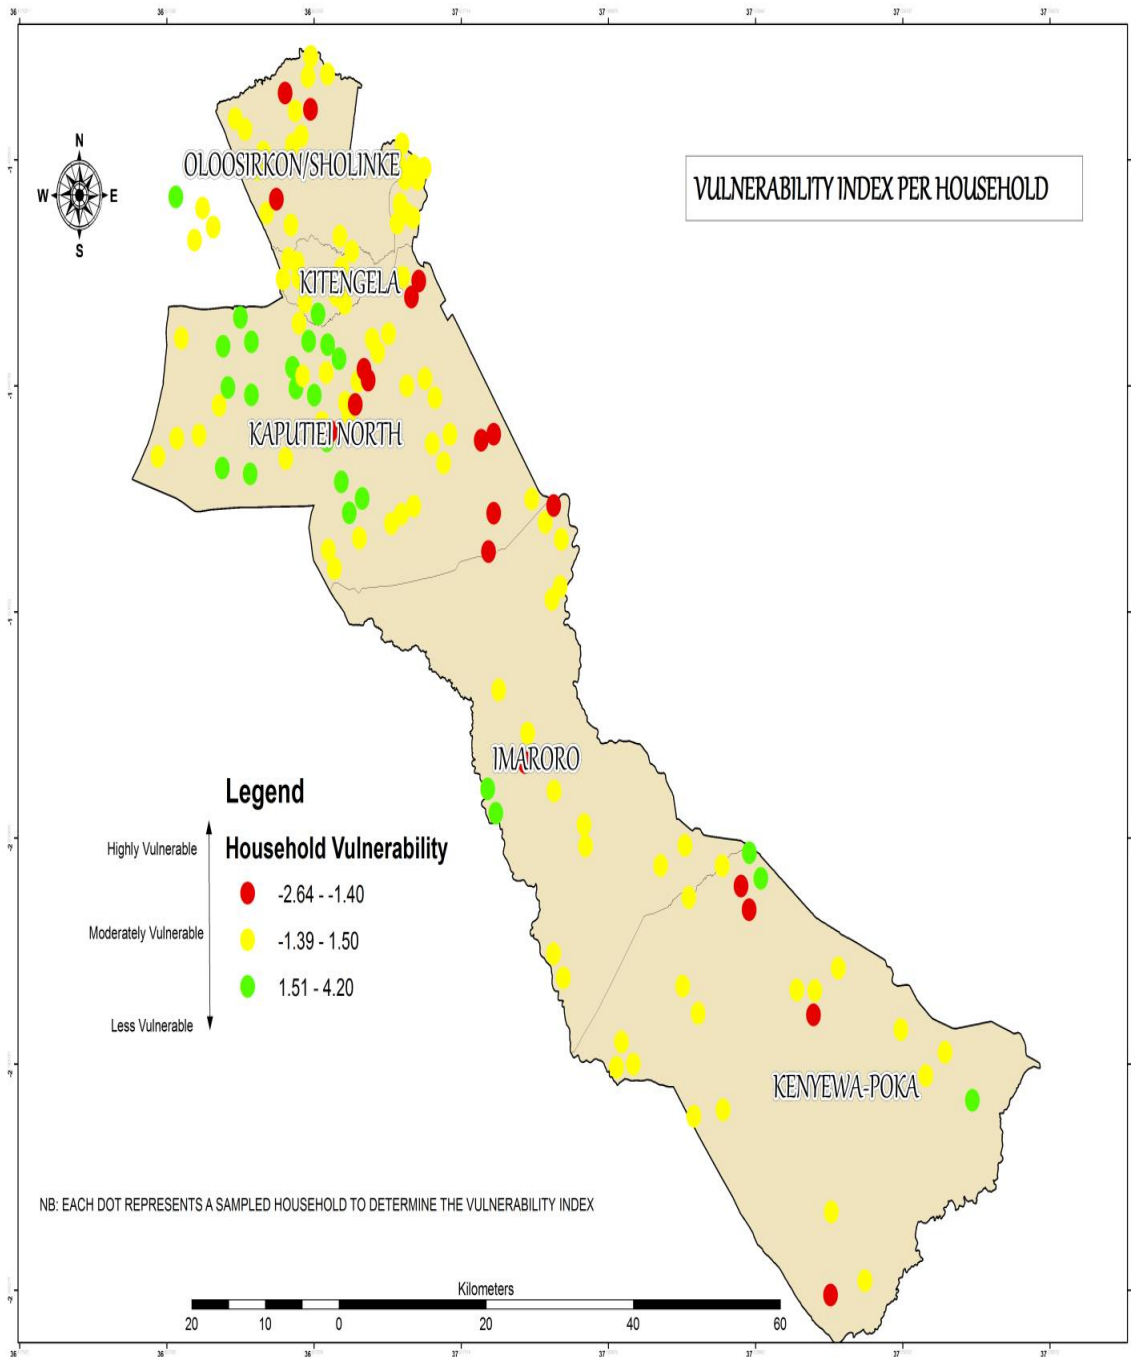 VULNERABILITY INDEX PER HOUSEHOLD
N
W
E
S
OLOOSIRKON/SHOLINKE
KITENGELA
KAPUTIEI NORTH
IMARORO
KENYEWA-POKA
Legend
Household Vulnerability
Highly Vulnerable
-2.64 - -1.40
Moderately Vulnerable
-1.39 - 1.50
1.51 - 4.20
Less Vulnerable
NB: EACH DOT REPRESENTS A SAMPLED HOUSEHOLD TO DETERMINE THE VULNERABILITY INDEX
Kilometers
20 10 0 20 40 60